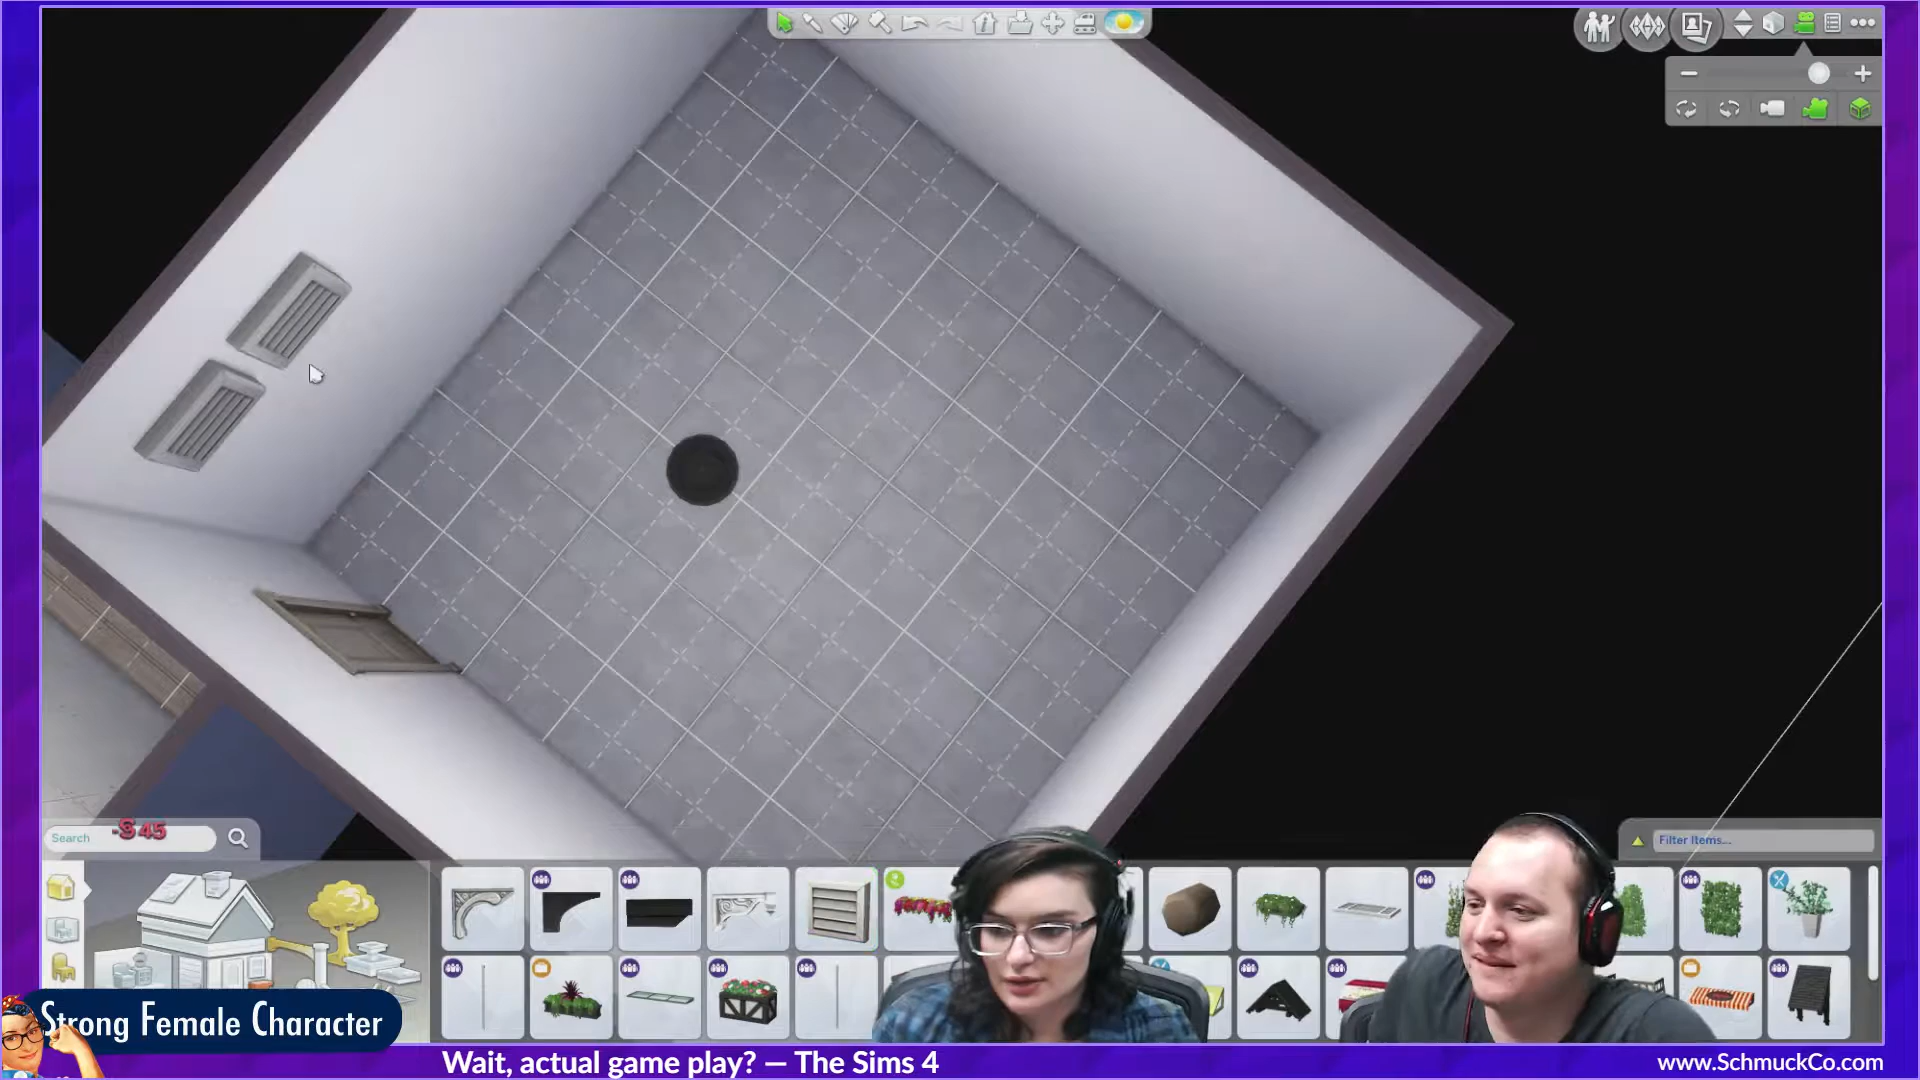 Search
-§45
Filter Items...
Strong Female Character
Wait, actual game play? — The Sims 4
www.SchmuckCo.com